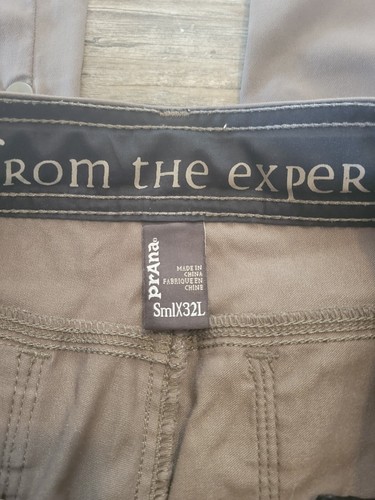 FROM THE EXPER
prAna
MADE IN
CHINA
FABRIQUE EN
CHINE
SmlX32L